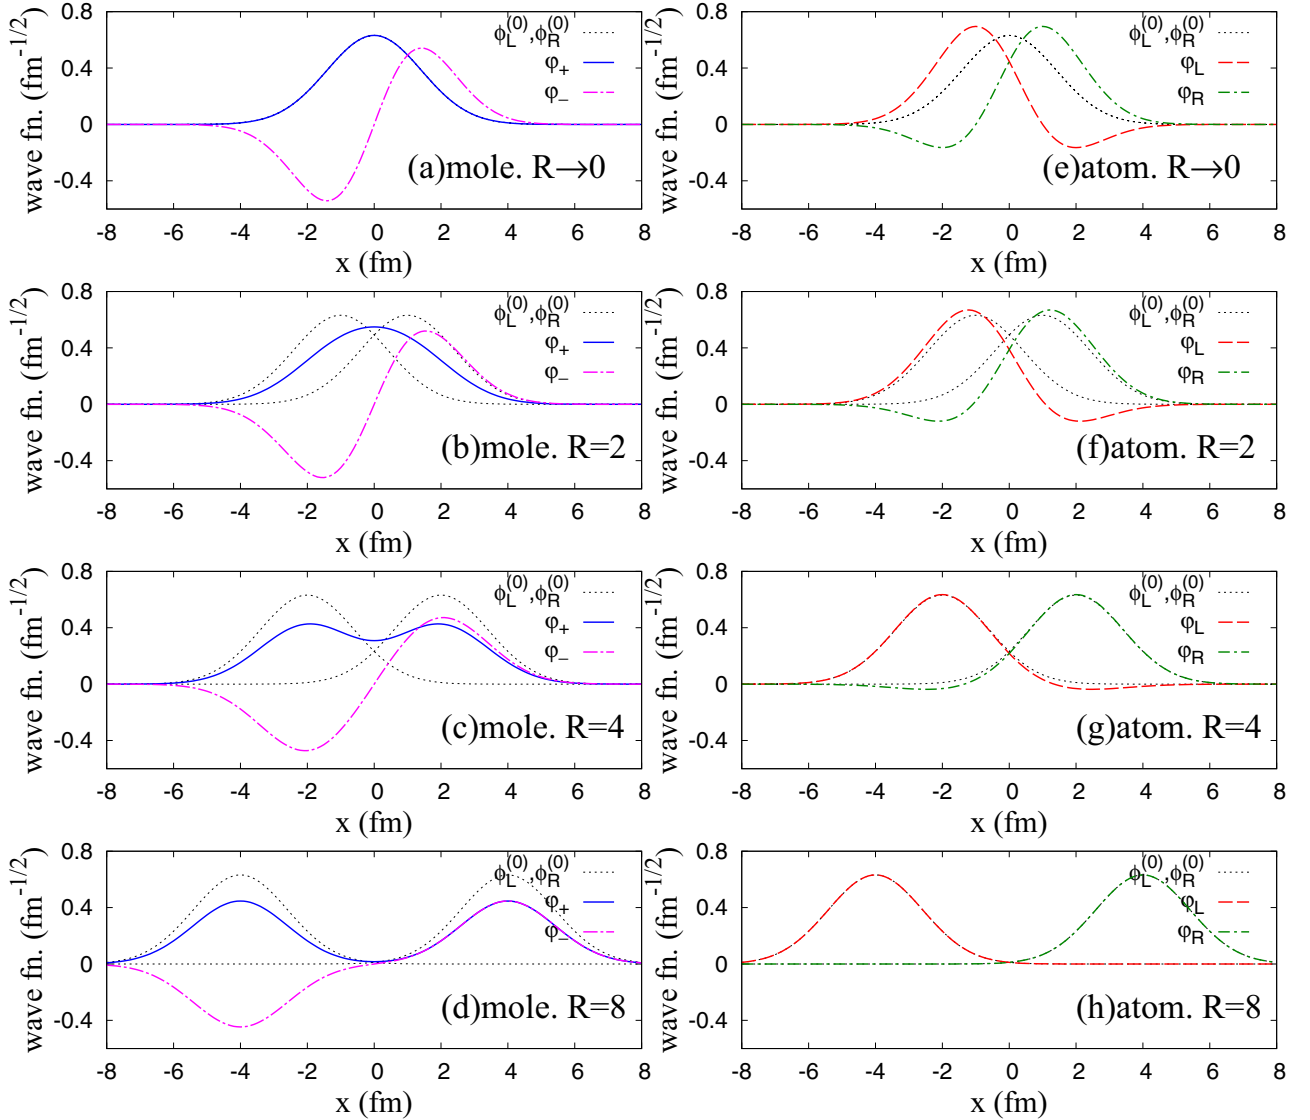 wave fn. (fm-1/2)
0.8
0.4
0
-0.4
ϕL(0),ϕR(0)
φ+
φ−
(a)mole. R→0
-8 -6 -4 -2 0 2 4 6 8
x (fm)
wave fn. (fm-1/2)
0.8
0.4
0
-0.4
ϕL(0),ϕR(0)
φL
φR
(e)atom. R→0
-8 -6 -4 -2 0 2 4 6 8
x (fm)
wave fn. (fm-1/2)
0.8
0.4
0
-0.4
ϕL(0),ϕR(0)
φ+
φ−
(b)mole. R=2
-8 -6 -4 -2 0 2 4 6 8
x (fm)
wave fn. (fm-1/2)
0.8
0.4
0
-0.4
ϕL(0),ϕR(0)
φL
φR
(f)atom. R=2
-8 -6 -4 -2 0 2 4 6 8
x (fm)
wave fn. (fm-1/2)
0.8
0.4
0
-0.4
ϕL(0),ϕR(0)
φ+
φ−
(c)mole. R=4
-8 -6 -4 -2 0 2 4 6 8
x (fm)
wave fn. (fm-1/2)
0.8
0.4
0
-0.4
ϕL(0),ϕR(0)
φL
φR
(g)atom. R=4
-8 -6 -4 -2 0 2 4 6 8
x (fm)
wave fn. (fm-1/2)
0.8
0.4
0
-0.4
ϕL(0),ϕR(0)
φ+
φ−
(d)mole. R=8
-8 -6 -4 -2 0 2 4 6 8
x (fm)
wave fn. (fm-1/2)
0.8
0.4
0
-0.4
ϕL(0),ϕR(0)
φL
φR
(h)atom. R=8
-8 -6 -4 -2 0 2 4 6 8
x (fm)